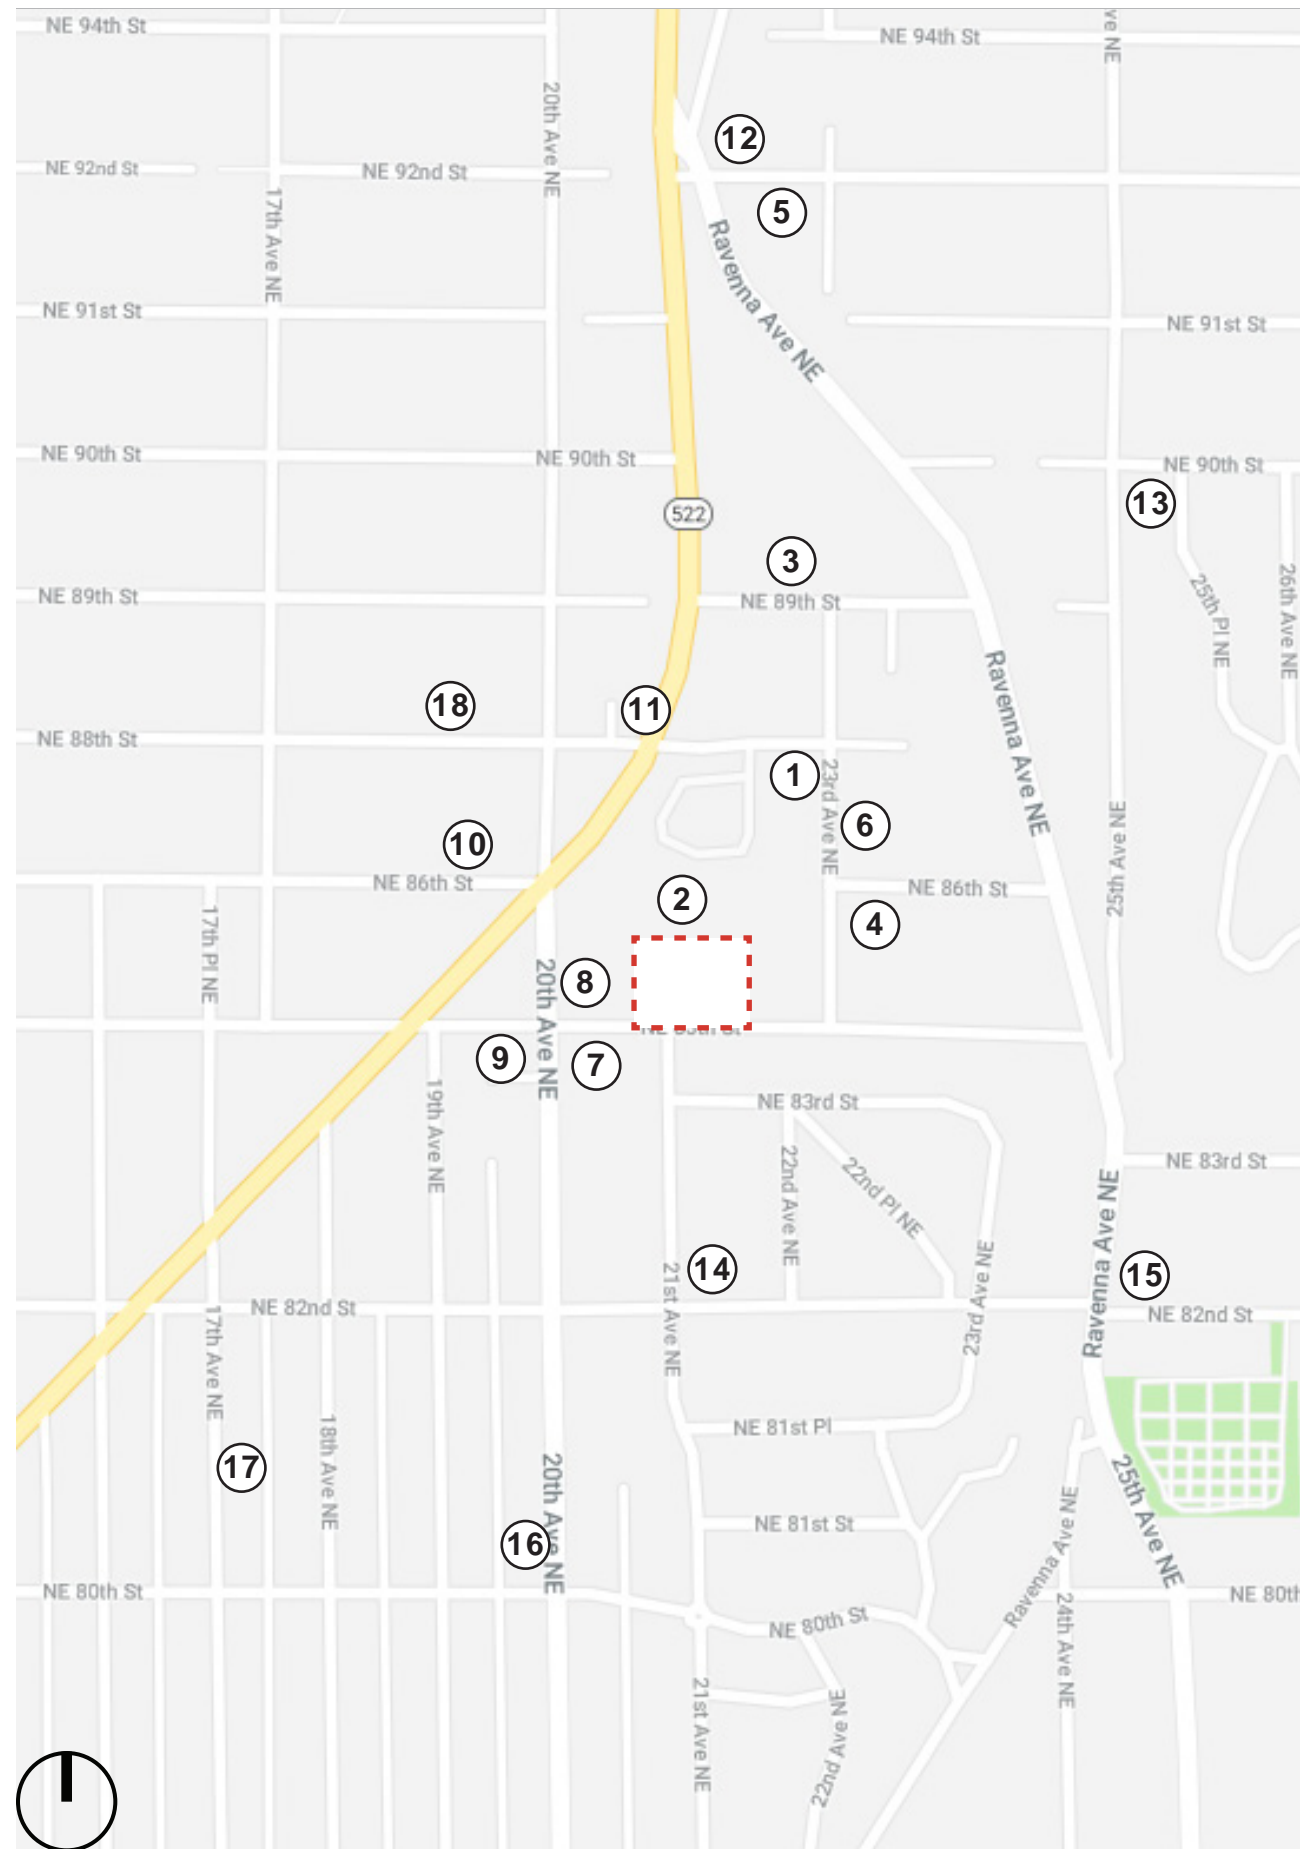 NE 94th St
NE 94th St
ve NE
20th Ave NE
12
NE 92nd St
NE 92nd St
17th Ave NE
5
Ravenna Ave NE
NE 91st St
NE 91st St
NE 90th St
NE 90th St
NE 90th St
522
13
3
25th Pl NE
26th Ave NE
NE 89th St
NE 89th St
Ravenna Ave NE
18
11
NE 88th St
1
23rd Ave NE
6
25th Ave NE
10
NE 86th St
NE 86th St
2
4
17th Pl NE
20th Ave NE
8
9
7
19th Ave NE
NE 83rd St
22nd Ave NE
22nd Pl NE
NE 83rd St
Ravenna Ave NE
23rd Ave NE
14
15
21st Ave NE
NE 82nd St
NE 82nd St
17th Ave NE
18th Ave NE
NE 81st Pl
17
20th Ave NE
25th Ave NE
NE 81st St
16
Ravenna Ave NE
NE 80th St
NE 80th St
NE 80th
24th Ave NE
21st Ave NE
22nd Ave NE